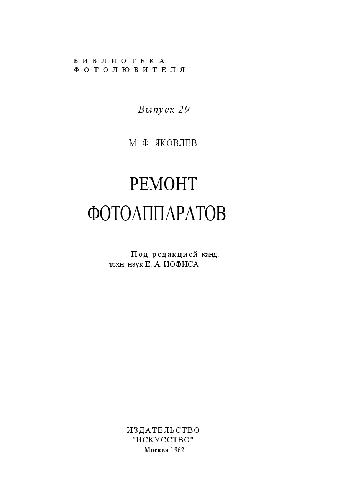 БИБЛИОТЕКА
ФОТОЛЮБИТЕЛЯ
Выпуск 29
М. Ф. ЯКОВЛЕВ
РЕМОНТ
ФОТОАППАРАТОВ
Под редакцией канд.
техн. наук Е. А. ИОФИСА
ИЗДАТЕЛЬСТВО
"ИСКУССТВО"
Москва 1962